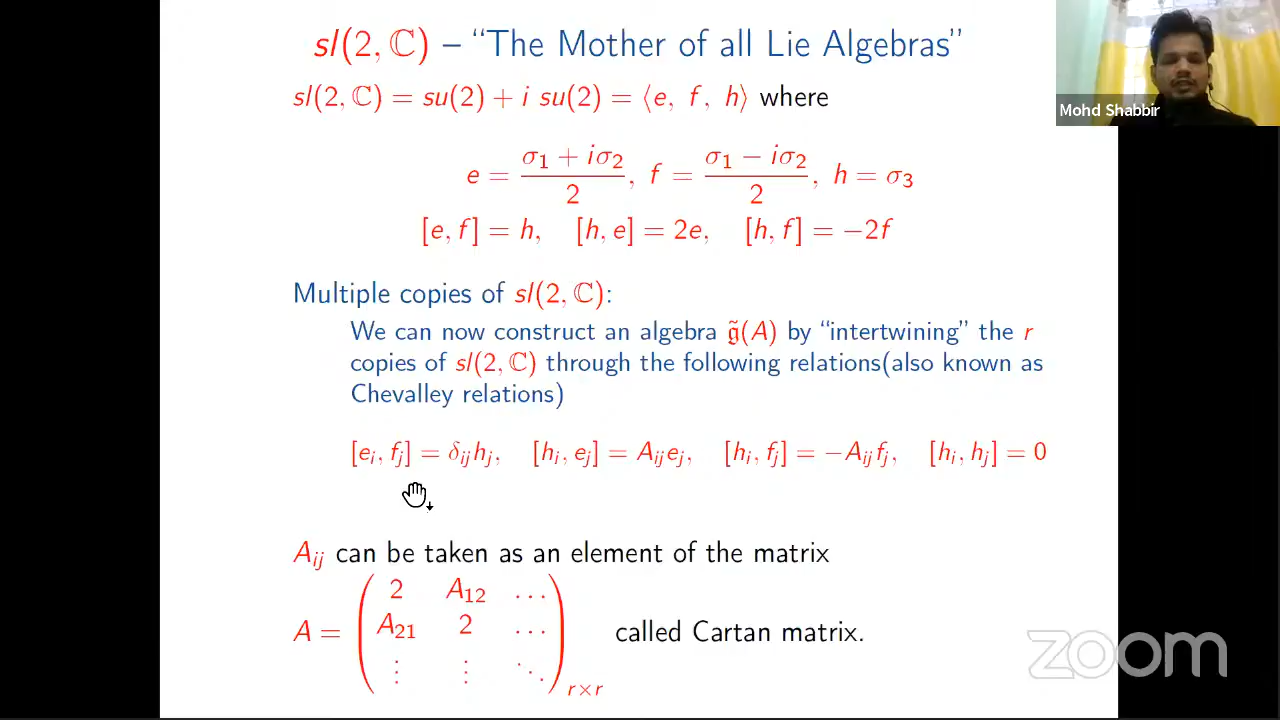 sl(2, ℂ) – “The Mother of all Lie Algebras”
sl(2, ℂ) = su(2) + i su(2) = ⟨e, f, h⟩ where
e = (σ₁ + iσ₂)/2, f = (σ₁ − iσ₂)/2, h = σ₃
[e, f] = h, [h, e] = 2e, [h, f] = −2f
Multiple copies of sl(2, ℂ):
We can now construct an algebra 𝔤̃(A) by “intertwining” the r
copies of sl(2, ℂ) through the following relations(also known as
Chevalley relations)
[eᵢ, fⱼ] = δᵢⱼhⱼ, [hᵢ, eⱼ] = Aᵢⱼeⱼ, [hᵢ, fⱼ] = −Aᵢⱼfⱼ, [hᵢ, hⱼ] = 0
Aᵢⱼ can be taken as an element of the matrix
2 A₁₂ …
A = A₂₁ 2 … called Cartan matrix.
⋮ ⋮ ⋱
r×r
Mohd Shabbir
zoom